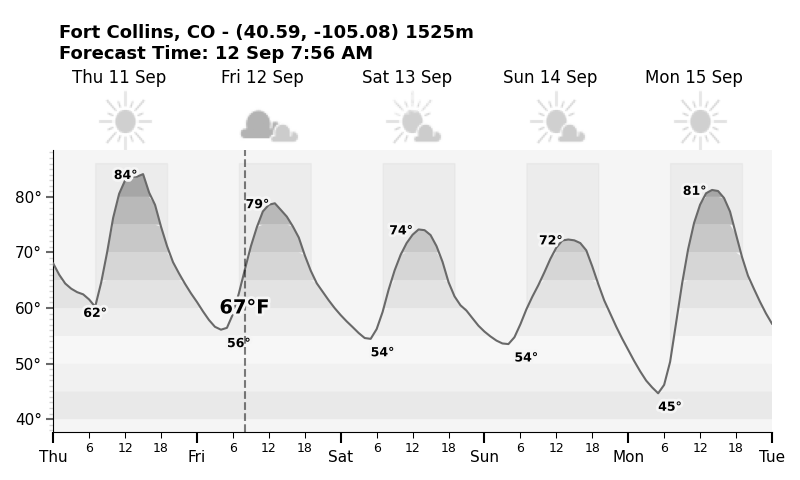 Fort Collins, CO - (40.59, -105.08) 1525m
Forecast Time: 12 Sep 7:56 AM
Thu 11 Sep Fri 12 Sep Sat 13 Sep Sun 14 Sep Mon 15 Sep
84°
79°
74°
72°
81°
80°
70°
60°
50°
40°
62°
67°F
56°
54°
54°
45°
6 12 18 6 12 18 6 12 18 6 12 18 6 12 18
Thu Fri Sat Sun Mon Tue